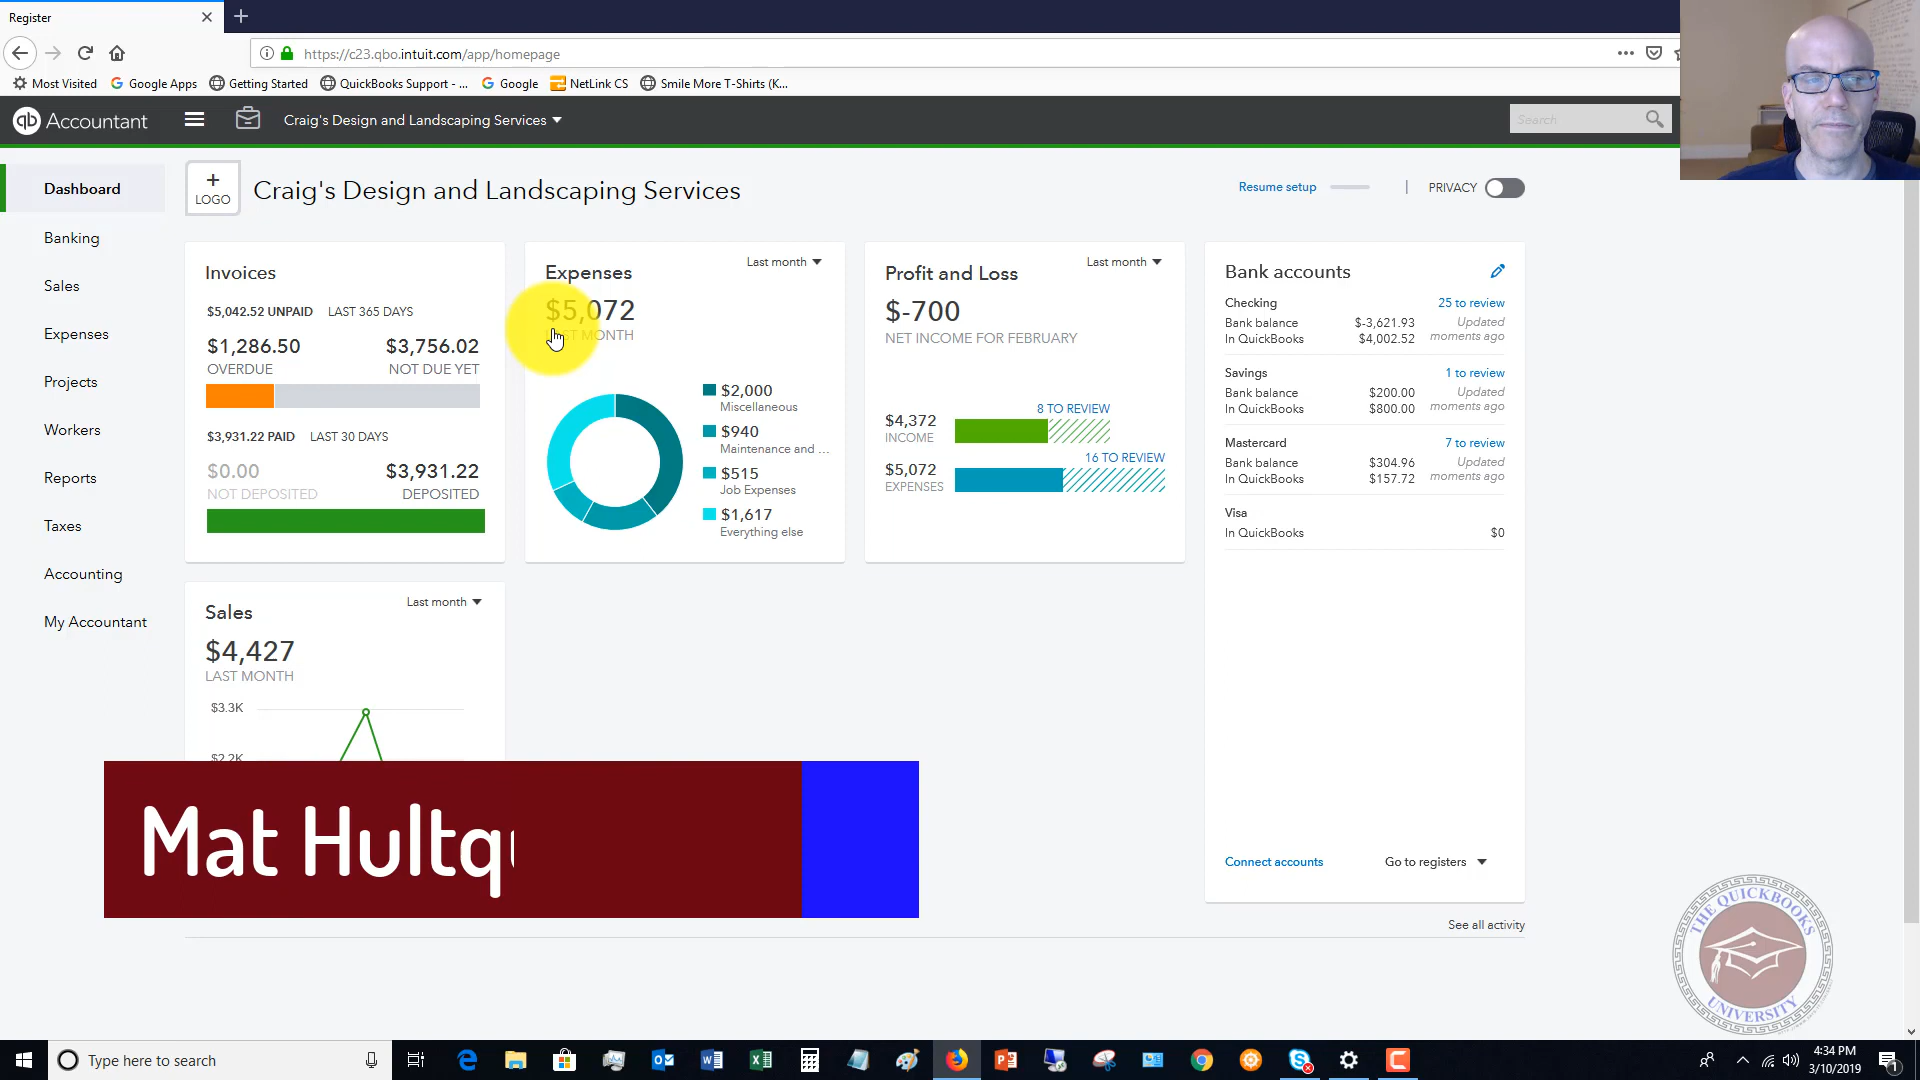 Register
https://c23.qbo.intuit.com/app/homepage
Most Visited Google Apps Getting Started QuickBooks Support - ... Google NetLink CS Smile More T-Shirts (K...
qb Accountant Craig's Design and Landscaping Services Search
Dashboard
Banking
Sales
Expenses
Projects
Workers
Reports
Taxes
Accounting
My Accountant
+
LOGO
Craig's Design and Landscaping Services
Resume setup
PRIVACY
Invoices
$5,042.52 UNPAID LAST 365 DAYS
$1,286.50 $3,756.02
OVERDUE NOT DUE YET
$3,931.22 PAID LAST 30 DAYS
$0.00 $3,931.22
NOT DEPOSITED DEPOSITED
Expenses Last month
$5,072
LAST MONTH
$2,000
Miscellaneous
$940
Maintenance and ...
$515
Job Expenses
$1,617
Everything else
Profit and Loss Last month
$-700
NET INCOME FOR FEBRUARY
8 TO REVIEW
$4,372
INCOME
16 TO REVIEW
$5,072
EXPENSES
Bank accounts
Checking 25 to review
Bank balance $-3,621.93 Updated
In QuickBooks $4,002.52 moments ago
Savings 1 to review
Bank balance $200.00 Updated
In QuickBooks $800.00 moments ago
Mastercard 7 to review
Bank balance $304.96 Updated
In QuickBooks $157.72 moments ago
Visa
In QuickBooks $0
Connect accounts Go to registers
See all activity
Sales Last month
$4,427
LAST MONTH
$3.3K
$2.2K
Mat Hultq
THE QUICKBOOKS
UNIVERSITY
Type here to search
4:34 PM
3/10/2019
1